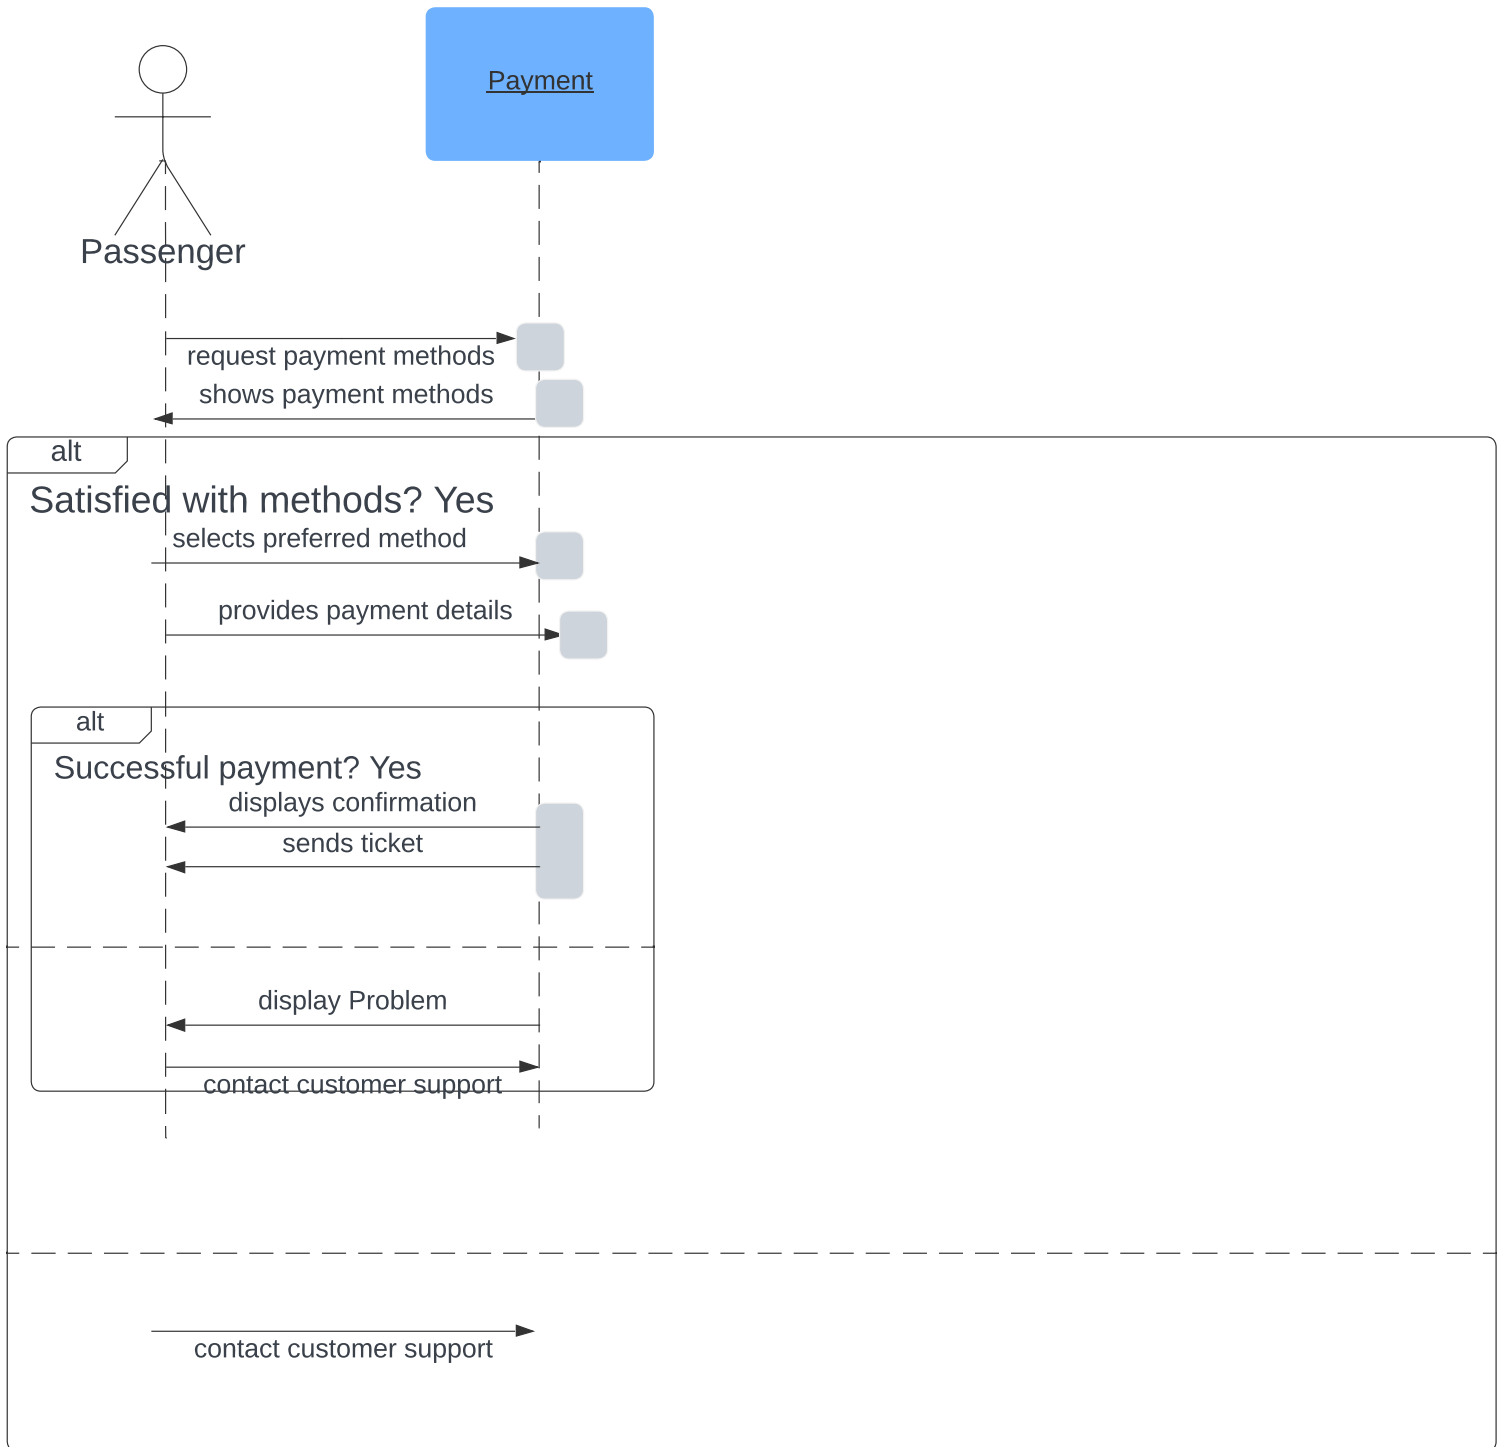 Payment
Passenger
request payment methods
shows payment methods
alt
Satisfied with methods? Yes
selects preferred method
provides payment details
alt
Successful payment? Yes
displays confirmation
sends ticket
display Problem
contact customer support
contact customer support